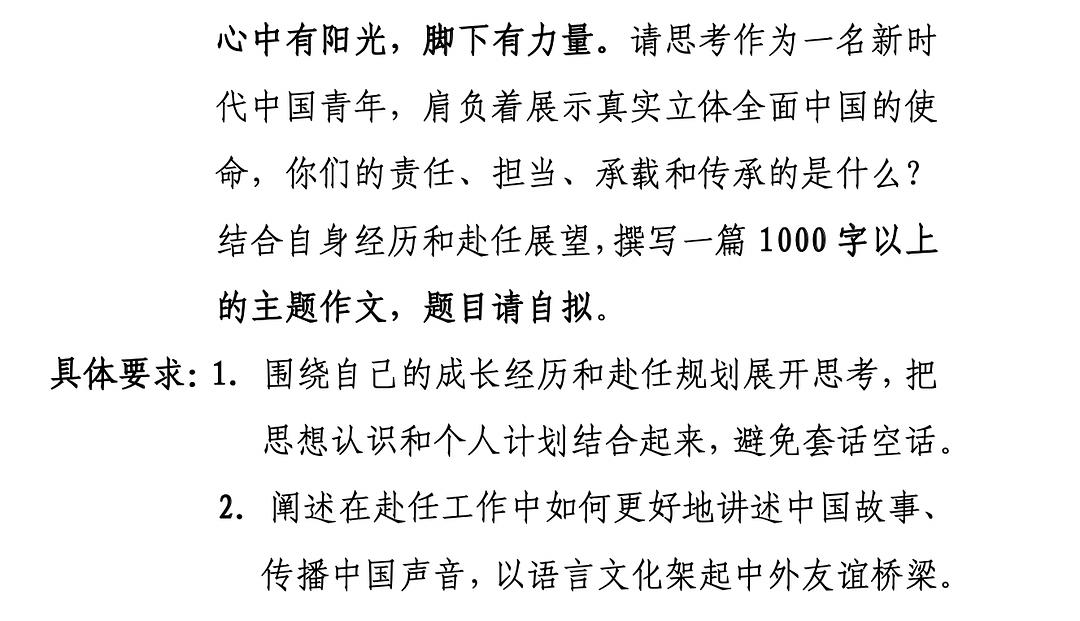 心中有阳光，脚下有力量。请思考作为一名新时
代中国青年，肩负着展示真实立体全面中国的使
命，你们的责任、担当、承载和传承的是什么？
结合自身经历和赴任展望，撰写一篇 1000 字以上
的主题作文，题目请自拟。
具体要求：1. 围绕自己的成长经历和赴任规划展开思考，把
思想认识和个人计划结合起来，避免套话空话。
2. 阐述在赴任工作中如何更好地讲述中国故事、
传播中国声音，以语言文化架起中外友谊桥梁。